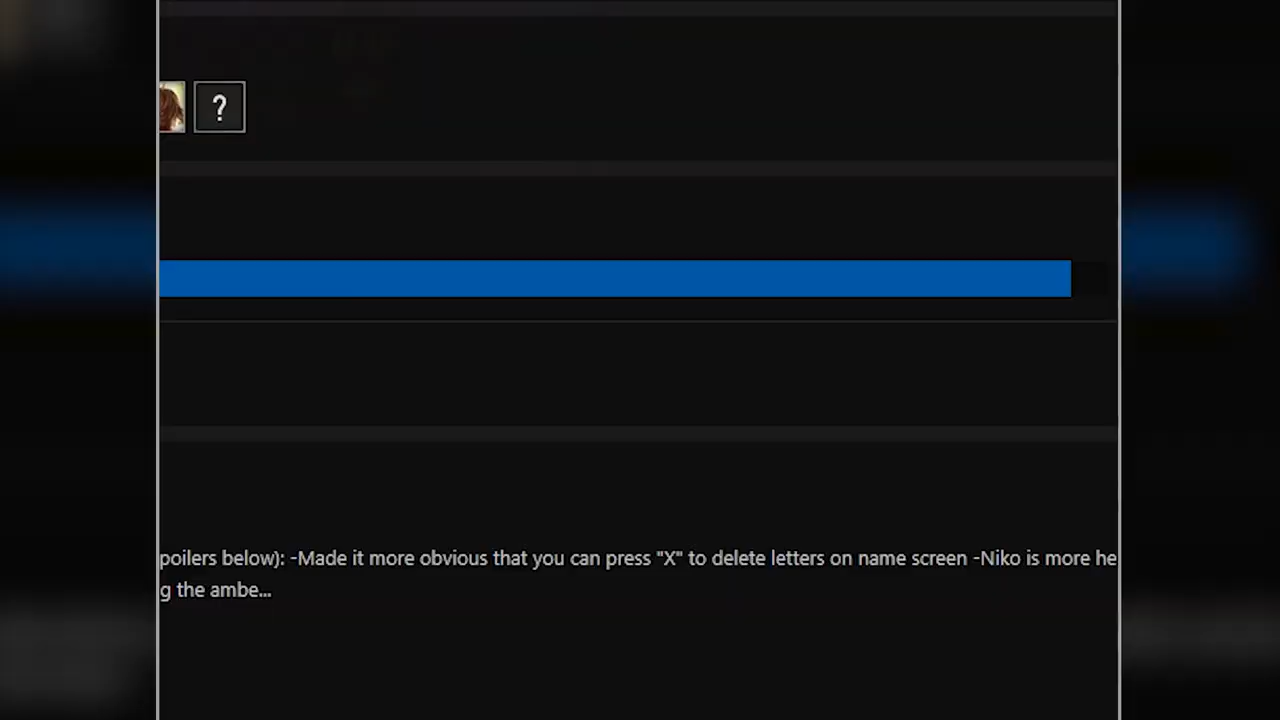 ?
poilers below): -Made it more obvious that you can press "X" to delete letters on name screen -Niko is more he
g the ambe...